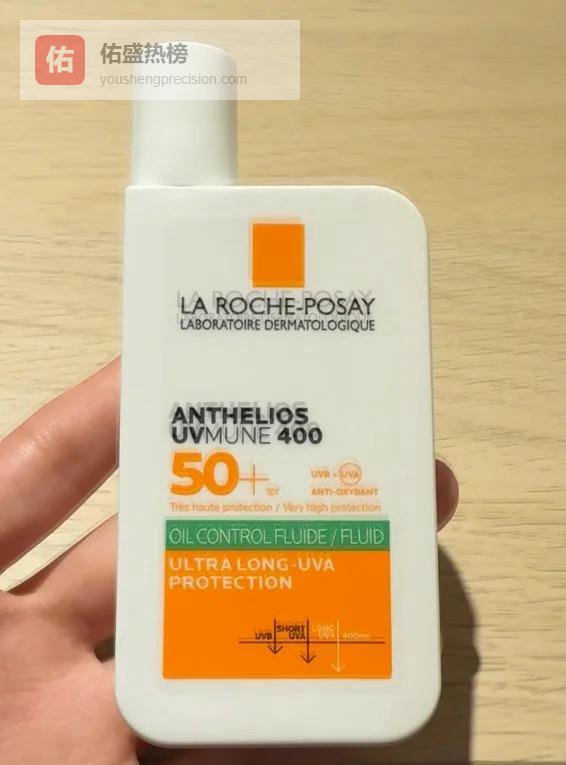 佑 佑盛热榜
youshengprecision.com
LA ROCHE-POSAY
LABORATOIRE DERMATOLOGIQUE
ANTHELIOS
UVMUNE 400
50+ spf
UVB + UVA
ANTI-OXYDANT
Très haute protection / Very high protection
OIL CONTROL FLUIDE / FLUID
ULTRA LONG-UVA
PROTECTION
UVB SHORT UVA LONG UVA 400nm